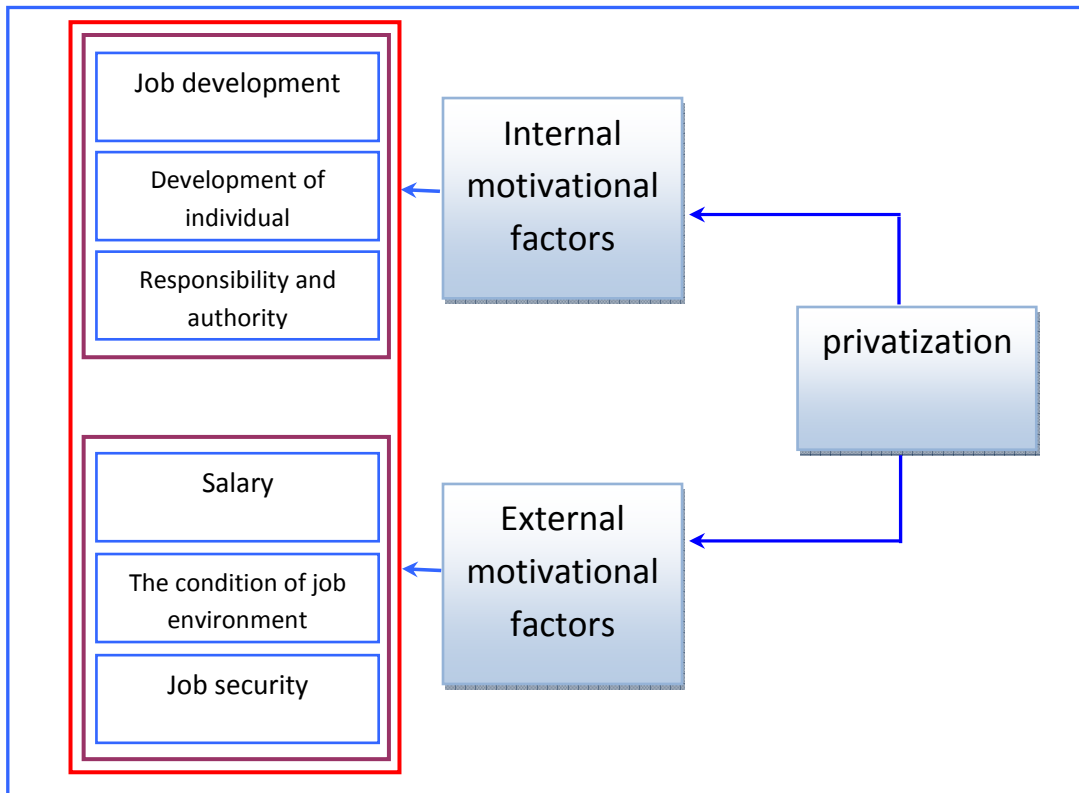 Job development
Development of
individual
Responsibility and
authority
Internal
motivational
factors
privatization
Salary
The condition of job
environment
Job security
External
motivational
factors